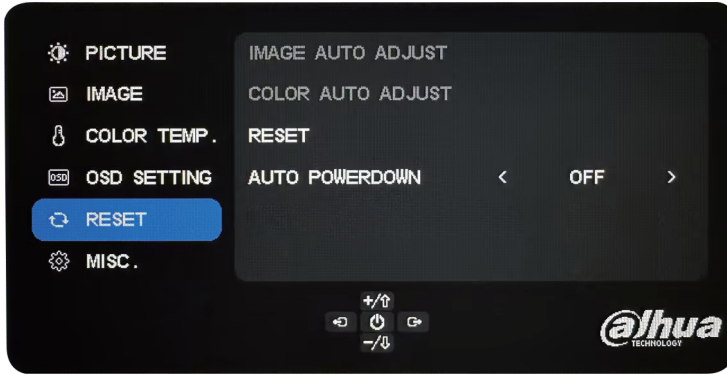 PICTURE
IMAGE
COLOR TEMP.
OSD SETTING
RESET
MISC.
IMAGE AUTO ADJUST
COLOR AUTO ADJUST
RESET
AUTO POWERDOWN < OFF >
+/⇧
-/⇩
OSD
alhua
TECHNOLOGY